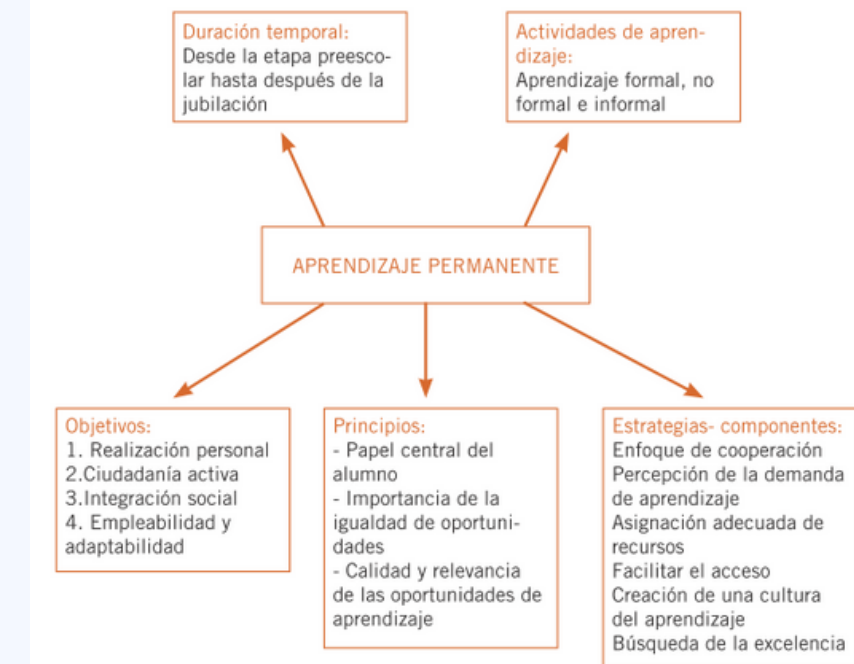 Duración temporal:
Desde la etapa preesco-
lar hasta después de la
jubilación
Actividades de apren-
dizaje:
Aprendizaje formal, no
formal e informal
APRENDIZAJE PERMANENTE
Objetivos:
1. Realización personal
2.Ciudadanía activa
3.Integración social
4. Empleabilidad y
adaptabilidad
Principios:
- Papel central del
alumno
- Importancia de la
igualdad de oportuni-
dades
- Calidad y relevancia
de las oportunidades de
aprendizaje
Estrategias- componentes:
Enfoque de cooperación
Percepción de la demanda
de aprendizaje
Asignación adecuada de
recursos
Facilitar el acceso
Creación de una cultura
del aprendizaje
Búsqueda de la excelencia